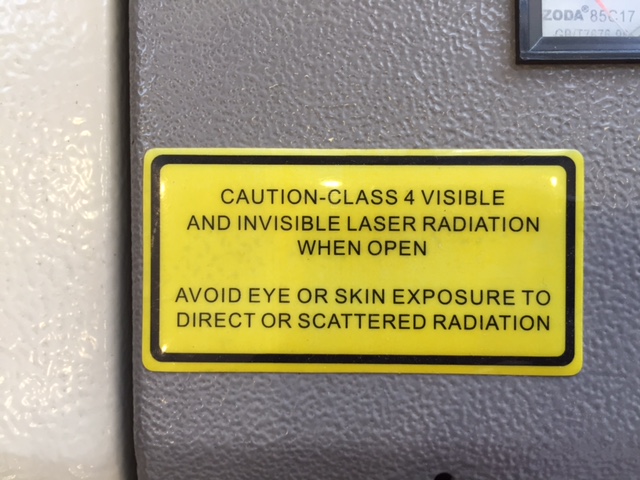 ZODA® 85C17
CAUTION-CLASS 4 VISIBLE
AND INVISIBLE LASER RADIATION
WHEN OPEN
AVOID EYE OR SKIN EXPOSURE TO
DIRECT OR SCATTERED RADIATION